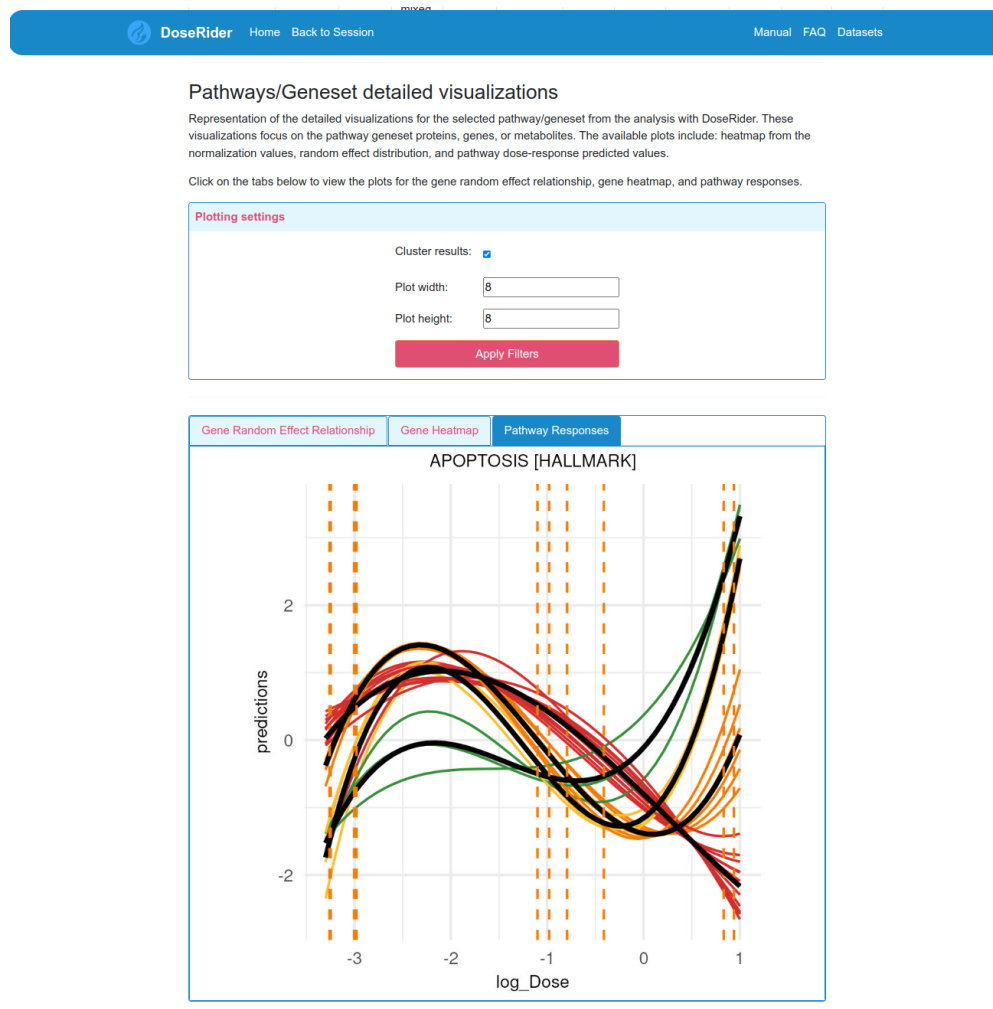 mixed
DoseRider Home Back to Session Manual FAQ Datasets
Pathways/Geneset detailed visualizations
Representation of the detailed visualizations for the selected pathway/geneset from the analysis with DoseRider. These
visualizations focus on the pathway geneset proteins, genes, or metabolites. The available plots include: heatmap from the
normalization values, random effect distribution, and pathway dose-response predicted values.
Click on the tabs below to view the plots for the gene random effect relationship, gene heatmap, and pathway responses.
Plotting settings
Cluster results:
Plot width: 8
Plot height: 8
Apply Filters
Gene Random Effect Relationship Gene Heatmap Pathway Responses
APOPTOSIS [HALLMARK]
predictions
2
0
-2
-3 -2 -1 0 1
log_Dose